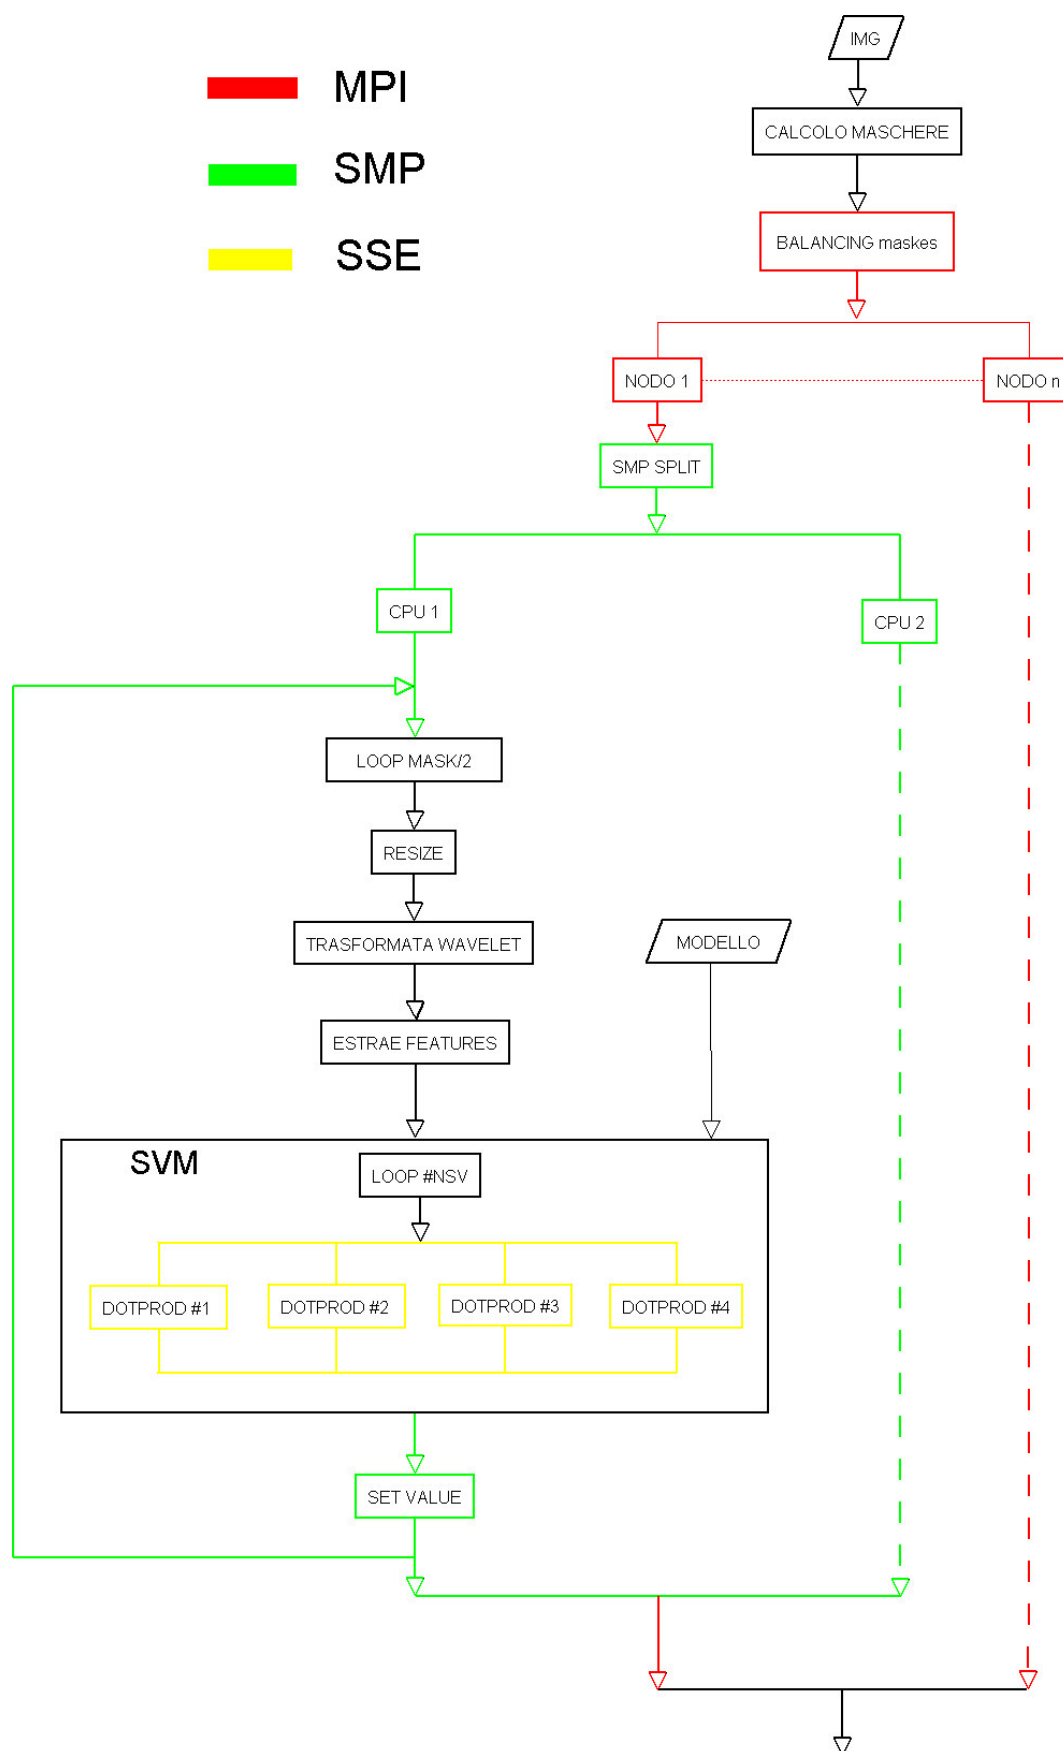 IMG
MPI
CALCOLO MASCHERE
SMP
BALANCING maskes
SSE
NODO 1
NODO n
SMP SPLIT
CPU 1
CPU 2
LOOP MASK/2
RESIZE
TRASFORMATA WAVELET
MODELLO
ESTRAE FEATURES
SVM
LOOP #NSV
DOTPROD #1
DOTPROD #2
DOTPROD #3
DOTPROD #4
SET VALUE